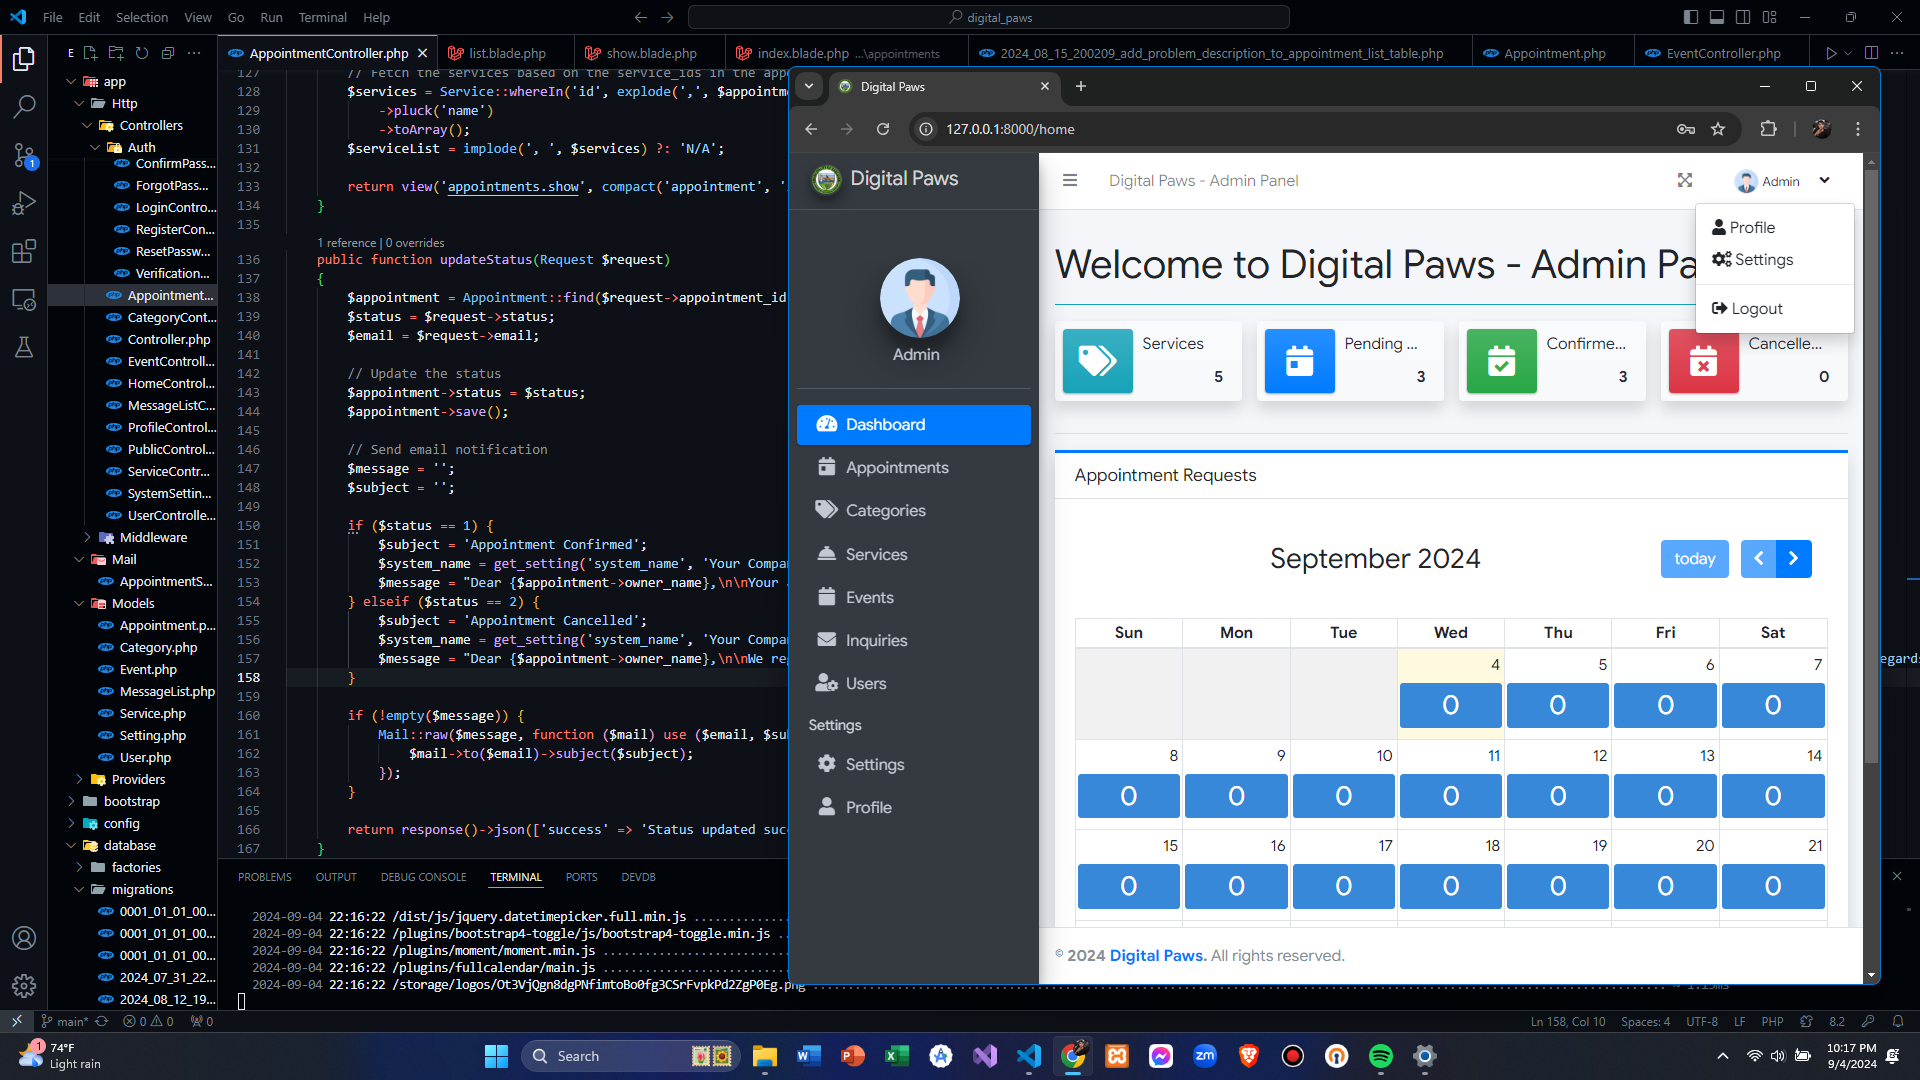 File Edit Selection View Go Run Terminal Help
digital_paws
E
AppointmentController.php
list.blade.php
show.blade.php
index.blade.php ...\appointments
2024_08_15_200209_add_problem_description_to_appointment_list_table.php
Appointment.php
EventController.php
app
Http
Controllers
Auth
ConfirmPass...
ForgotPass...
LoginContro...
RegisterCon...
ResetPassw...
Verification...
Appointment...
CategoryCont...
Controller.php
EventControll...
HomeControl...
MessageListC...
ProfileControl...
PublicControl...
ServiceContr...
SystemSettin...
UserControlle...
Middleware
Mail
AppointmentS...
Models
Appointment.p...
Category.php
Event.php
MessageList.php
Service.php
Setting.php
User.php
Providers
bootstrap
config
database
factories
migrations
0001_01_01_00...
0001_01_01_00...
0001_01_01_00...
2024_07_31_22...
2024_08_12_19...
1
127 // Fetch the services based on the service_ids in the appo
128 $services = Service::whereIn('id', explode(',', $appointme
129 ->pluck('name')
130 ->toArray();
131 $serviceList = implode(', ', $services) ?: 'N/A';
132
133 return view('appointments.show', compact('appointment', '
134 }
135
1 reference | 0 overrides
136 public function updateStatus(Request $request)
137 {
138 $appointment = Appointment::find($request->appointment_id
139 $status = $request->status;
140 $email = $request->email;
141
142 // Update the status
143 $appointment->status = $status;
144 $appointment->save();
145
146 // Send email notification
147 $message = '';
148 $subject = '';
149
150 if ($status == 1) {
151 $subject = 'Appointment Confirmed';
152 $system_name = get_setting('system_name', 'Your Compan
153 $message = "Dear {$appointment->owner_name},\n\nYour
154 } elseif ($status == 2) {
155 $subject = 'Appointment Cancelled';
156 $system_name = get_setting('system_name', 'Your Compan
157 $message = "Dear {$appointment->owner_name},\n\nWe reg
158 }
159
160 if (!empty($message)) {
161 Mail::raw($message, function ($mail) use ($email, $sub
162 $mail->to($email)->subject($subject);
163 });
164 }
165
166 return response()->json(['success' => 'Status updated succ
167 }
egards
PROBLEMS OUTPUT DEBUG CONSOLE TERMINAL PORTS DEVDB
2024-09-04 22:16:22 /dist/js/jquery.datetimepicker.full.min.js
2024-09-04 22:16:22 /plugins/bootstrap4-toggle/js/bootstrap4-toggle.min.js
2024-09-04 22:16:22 /plugins/moment/moment.min.js
2024-09-04 22:16:22 /plugins/fullcalendar/main.js
2024-09-04 22:16:22 /storage/logos/Ot3VjQgn8dgPNfimtoBo0fg3CSrFvpkPd2ZgP0Eg.png
Digital Paws
127.0.0.1:8000/home
Digital Paws
Admin
Dashboard
Appointments
Categories
Services
Events
Inquiries
Users
Settings
Settings
Profile
Digital Paws - Admin Panel
Admin
Profile
Settings
Logout
Welcome to Digital Paws - Admin Pa
Services
5
Pending ...
3
Confirme...
3
Cancelle...
0
Appointment Requests
September 2024
today
Sun Mon Tue Wed Thu Fri Sat
4 5 6 7
0 0 0 0
8 9 10 11 12 13 14
0 0 0 0 0 0 0
15 16 17 18 19 20 21
0 0 0 0 0 0 0
© 2024 Digital Paws. All rights reserved.
main* 0 0 0
Ln 158, Col 10 Spaces: 4 UTF-8 LF PHP 8.2
1
74°F
Light rain
Search
zm
10:17 PM
9/4/2024